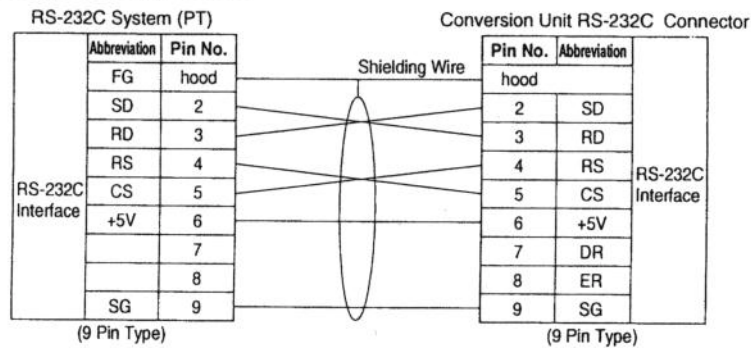 RS-232C System (PT)
Conversion Unit RS-232C Connector
Abbreviation Pin No.
Shielding Wire
Pin No. Abbreviation
FG hood
hood
SD 2
2 SD
RD 3
3 RD
RS 4
4 RS
RS-232C Interface
CS 5
5 CS
RS-232C Interface
+5V 6
6 +5V
7
7 DR
8
8 ER
SG 9
9 SG
(9 Pin Type)
(9 Pin Type)